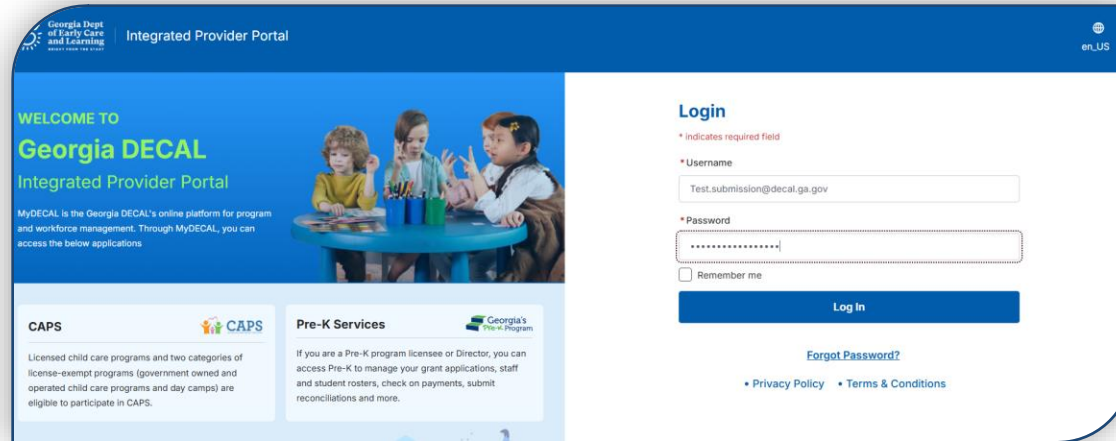 Georgia Dept
of Early Care
and Learning
BRIGHT FROM THE START
Integrated Provider Portal
en_US
WELCOME TO
Georgia DECAL
Integrated Provider Portal
MyDECAL is the Georgia DECAL's online platform for program
and workforce management. Through MyDECAL, you can
access the below applications
CAPS
CAPS
Licensed child care programs and two categories of
license-exempt programs (government owned and
operated child care programs and day camps) are
eligible to participate in CAPS.
Pre-K Services
Georgia's
Pre-K Program
If you are a Pre-K program licensee or Director, you can
access Pre-K to manage your grant applications, staff
and student rosters, check on payments, submit
reconciliations and more.
Login
* indicates required field
*Username
Test.submission@decal.ga.gov
*Password
•••••••••••••••••
Remember me
Log In
Forgot Password?
• Privacy Policy • Terms & Conditions